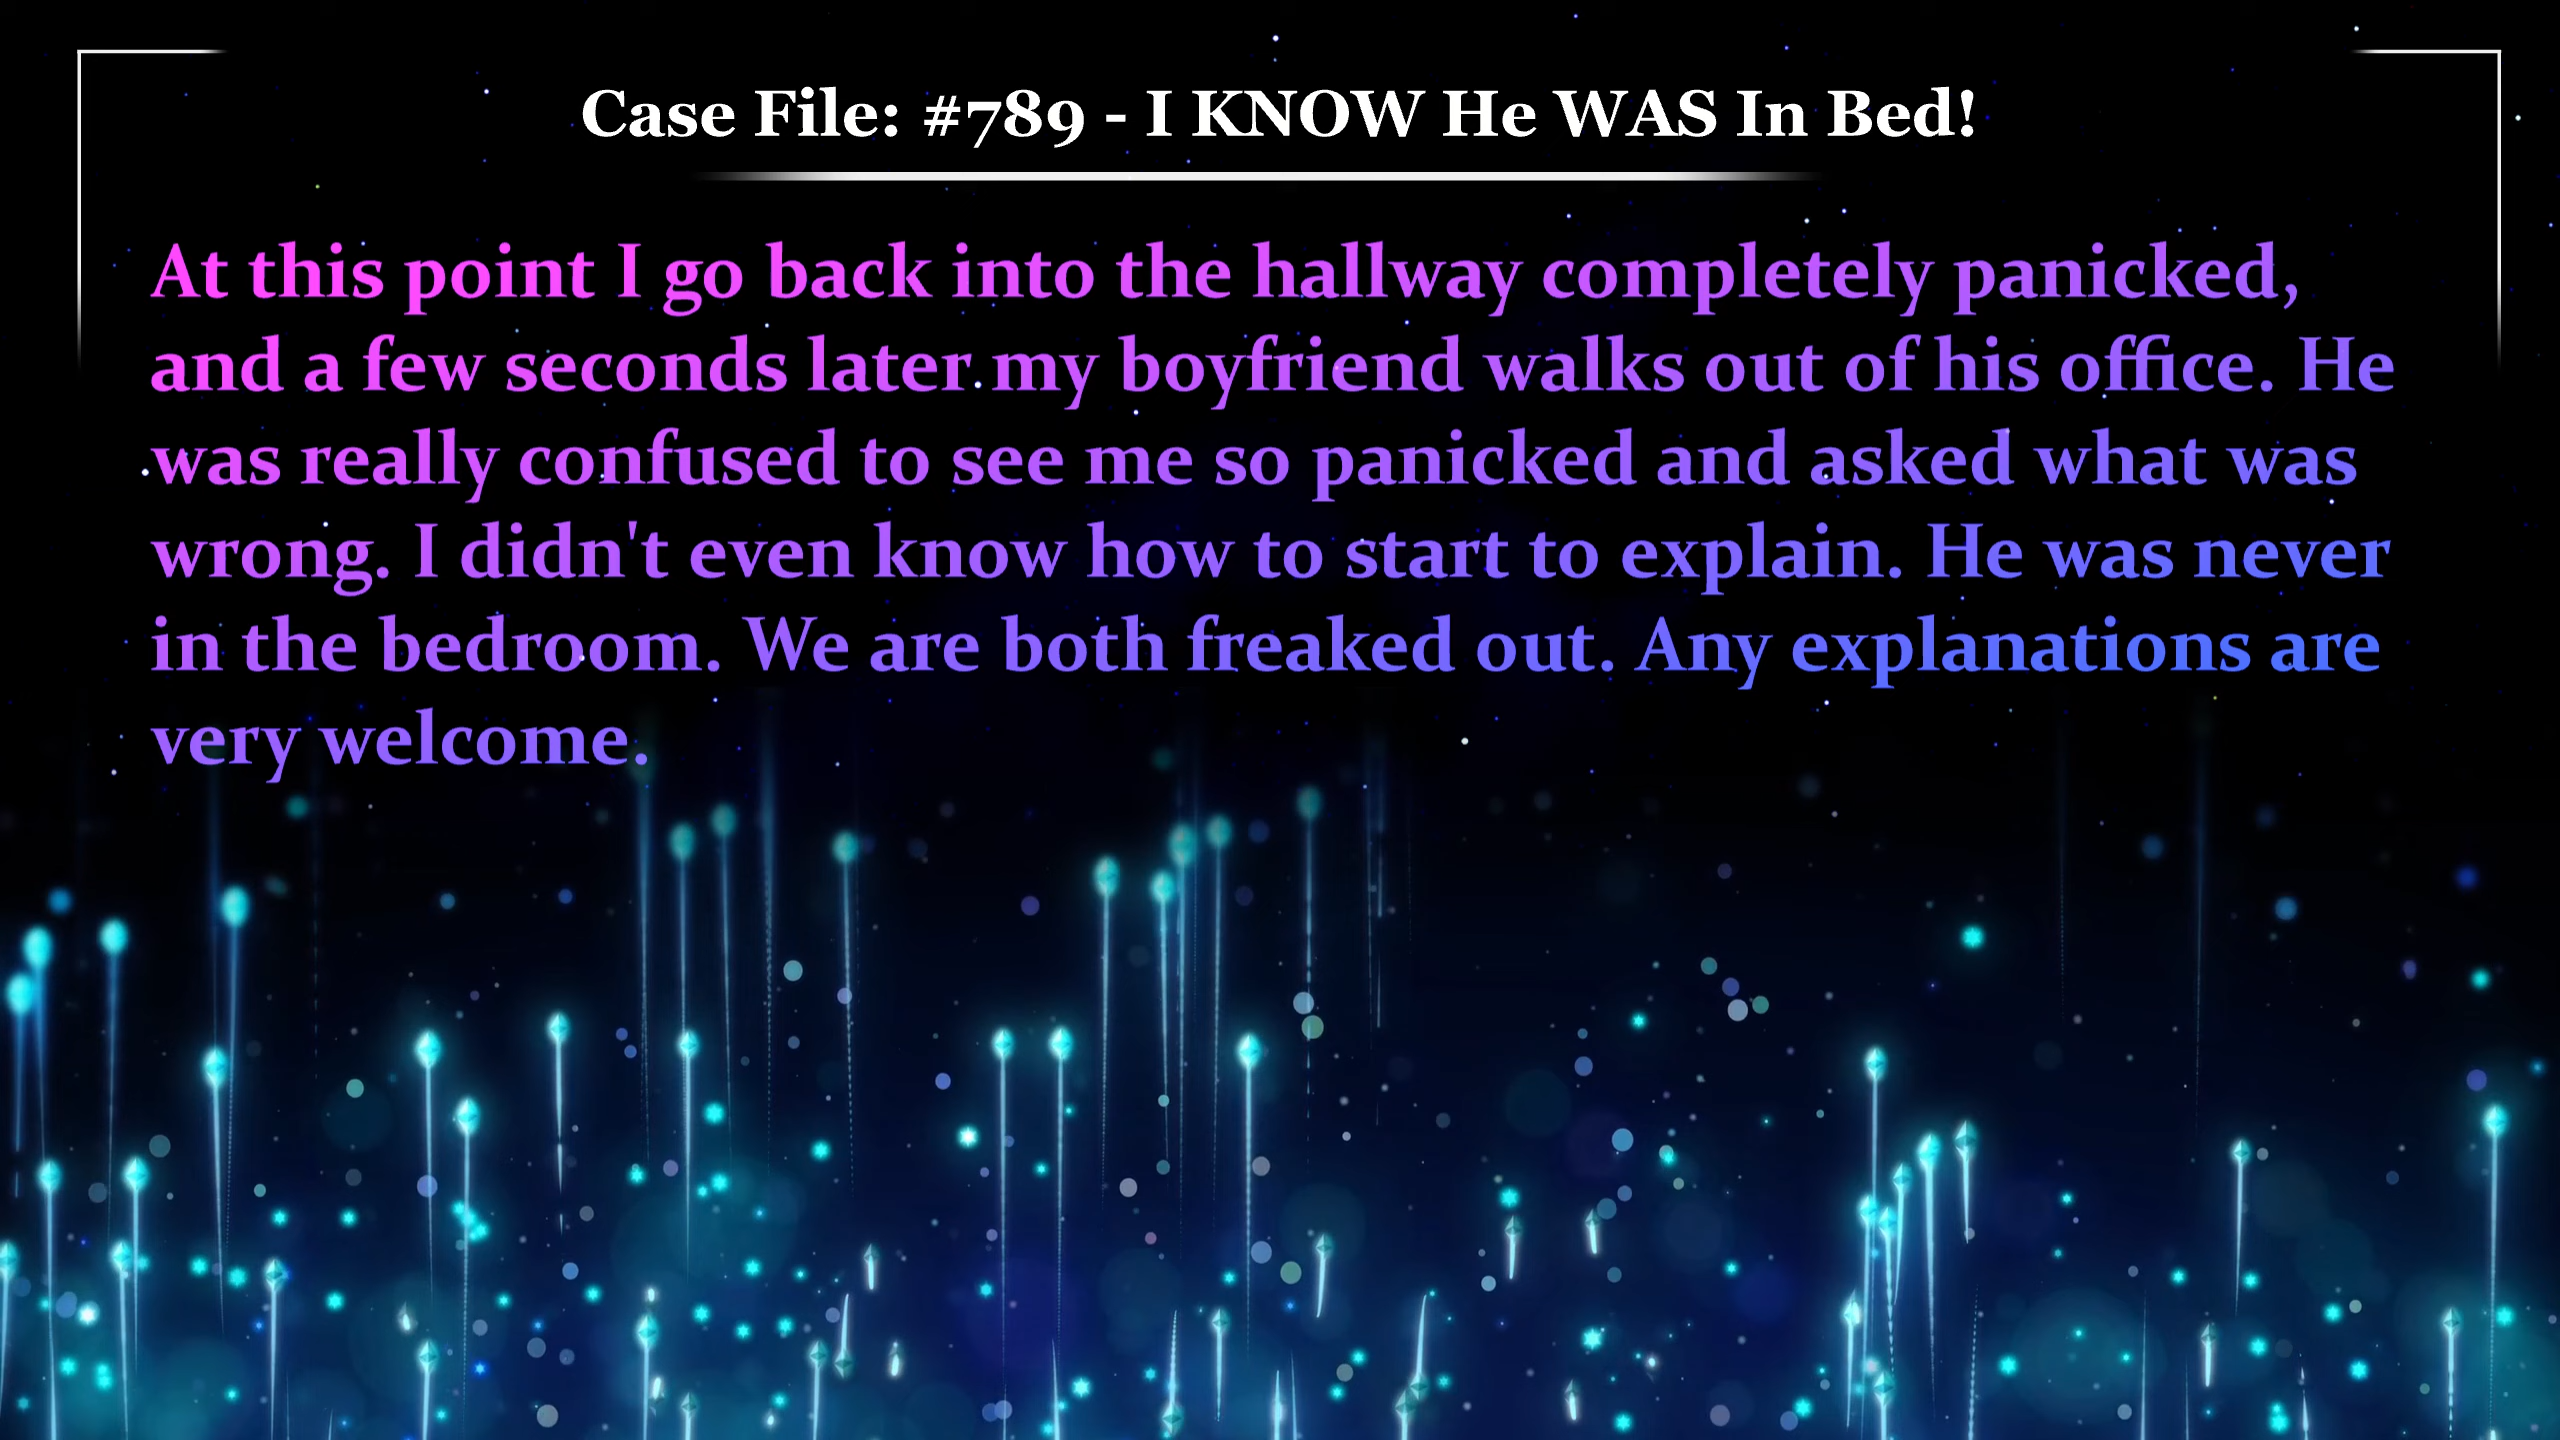 Case File: #789 - I KNOW He WAS In Bed!
At this point I go back into the hallway completely panicked,
and a few seconds later my boyfriend walks out of his office. He
was really confused to see me so panicked and asked what was
wrong. I didn't even know how to start to explain. He was never
in the bedroom. We are both freaked out. Any explanations are
very welcome.